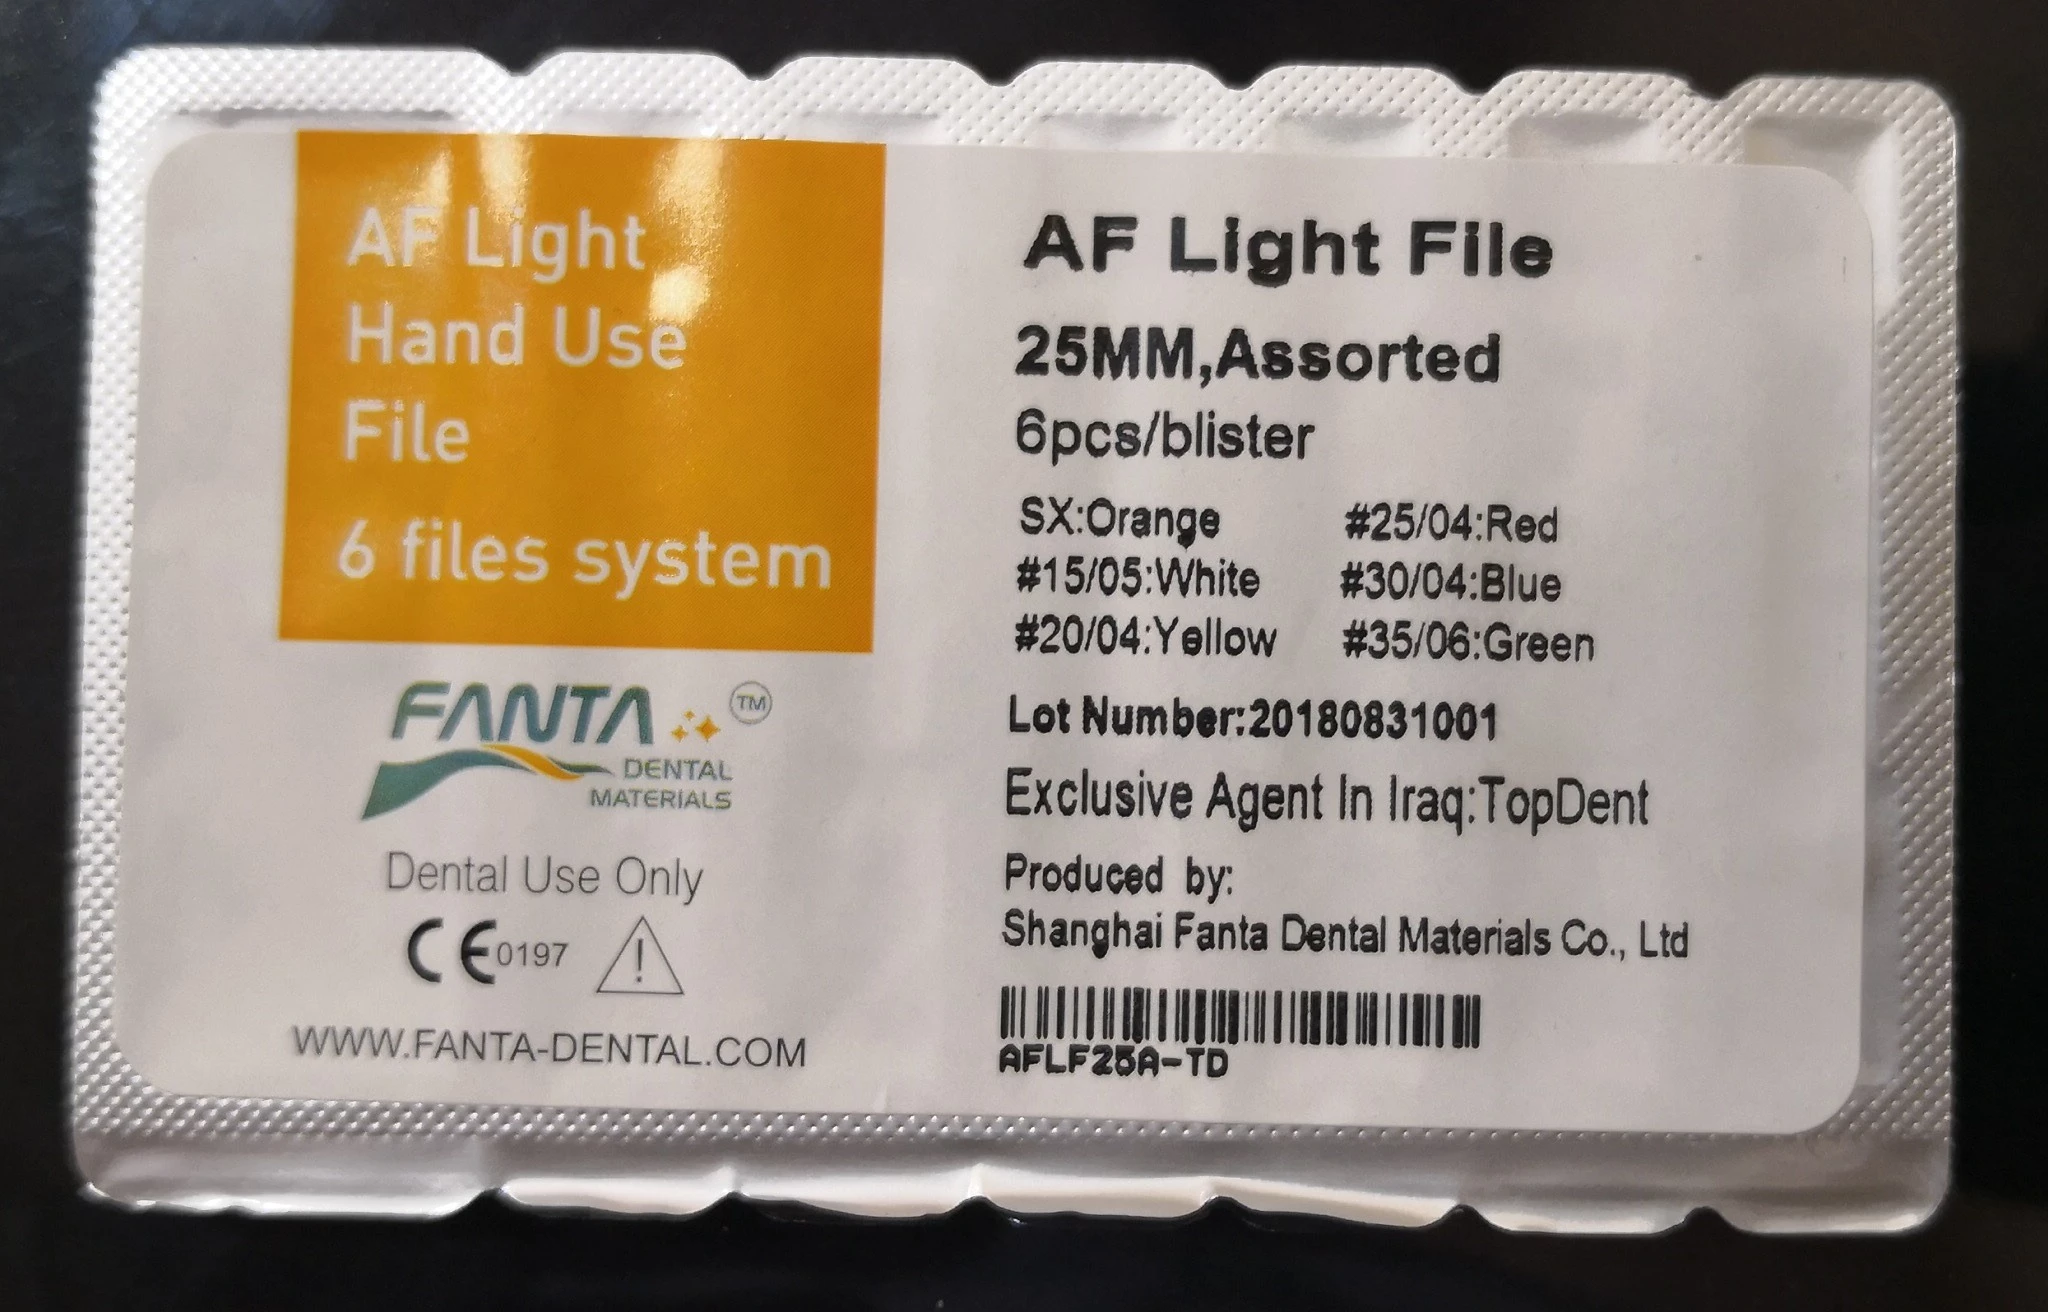 AF Light
Hand Use
File
6 files system
FANTA TM
DENTAL
MATERIALS
Dental Use Only
CE 0197 !
WWW.FANTA-DENTAL.COM
AF Light File
25MM,Assorted
6pcs/blister
SX:Orange #25/04:Red
#15/05:White #30/04:Blue
#20/04:Yellow #35/06:Green
Lot Number:20180831001
Exclusive Agent In Iraq:TopDent
Produced by:
Shanghai Fanta Dental Materials Co., Ltd
AFLF25A-TD